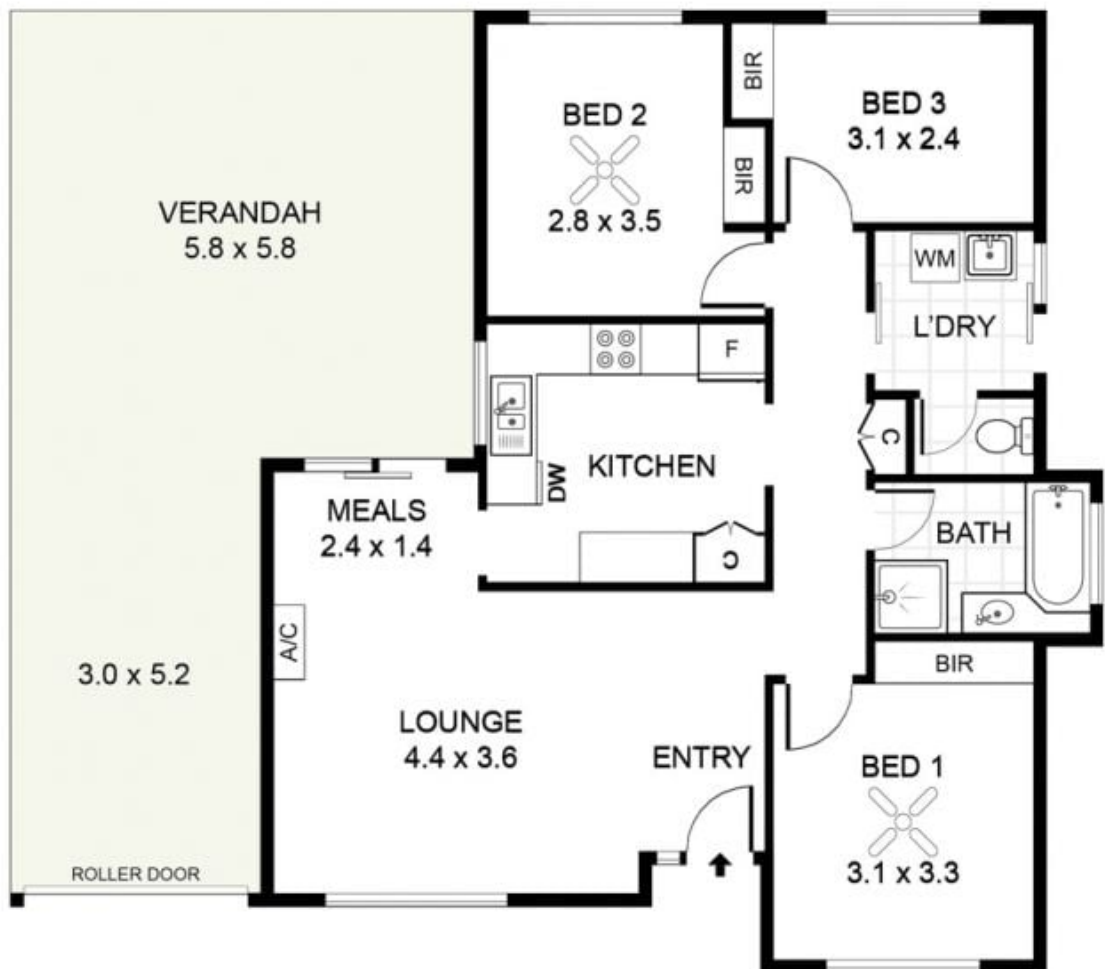 BED 2
2.8 x 3.5
BIR
BIR
BED 3
3.1 x 2.4
VERANDAH
5.8 x 5.8
WM
L'DRY
F
KITCHEN
DW
C
C
MEALS
2.4 x 1.4
BATH
A/C
3.0 x 5.2
LOUNGE
4.4 x 3.6
ENTRY
BIR
BED 1
3.1 x 3.3
ROLLER DOOR